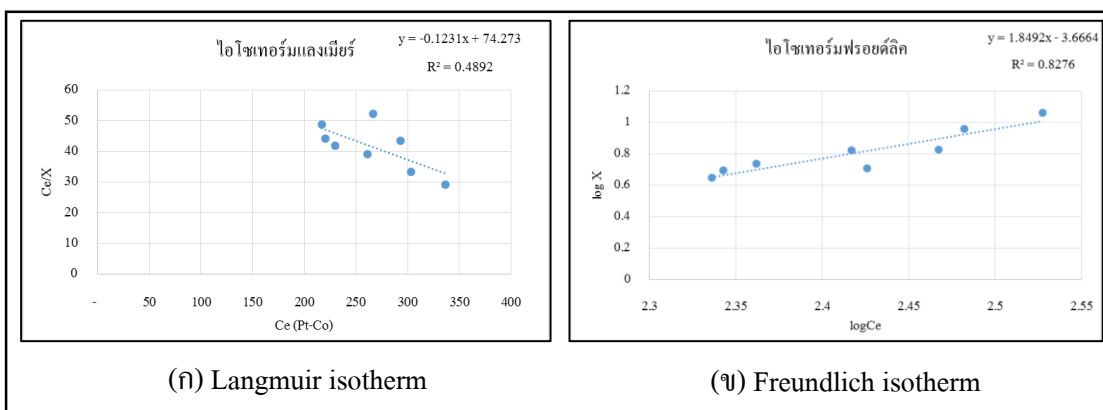 ไอโซเทอร์มแลงเมียร์
y = -0.1231x + 74.273
R² = 0.4892
60
50
40
30
20
10
0
Ce/X
-
50
100
150
200
250
300
350
400
Ce (Pt-Co)
(ก) Langmuir isotherm
ไอโซเทอร์มฟรอยด์ลิค
y = 1.8492x - 3.6664
R² = 0.8276
1.2
1
0.8
0.6
0.4
0.2
0
log X
2.3
2.35
2.4
2.45
2.5
2.55
logCe
(ข) Freundlich isotherm